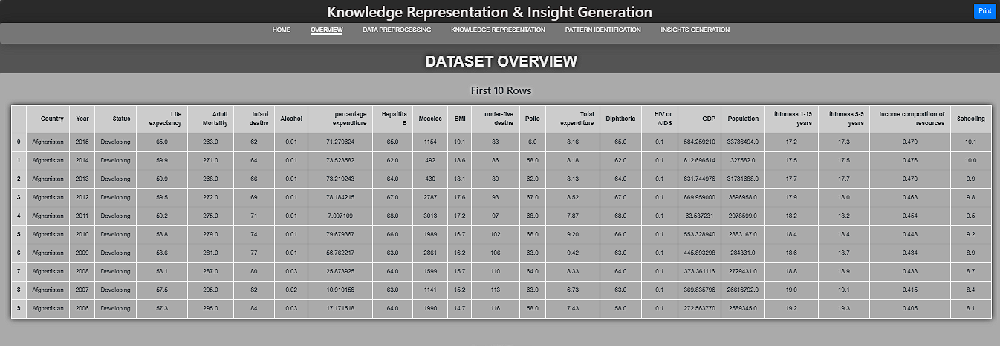 Knowledge Representation & Insight Generation
Print
HOME OVERVIEW DATA PREPROCESSING KNOWLEDGE REPRESENTATION PATTERN IDENTIFICATION INSIGHTS GENERATION
DATASET OVERVIEW
First 10 Rows
Country Year Status Life expectancy Adult Mortality infant deaths Alcohol percentage expenditure Hepatitis B Measles BMI under-five deaths Polio Total expenditure Diphtheria HIV or AIDS GDP Population thinness 1-19 years thinness 5-9 years Income composition of resources Schooling
0 Afghanistan 2015 Developing 65.0 263.0 62 0.01 71.279624 65.0 1154 19.1 83 6.0 8.16 65.0 0.1 584.259210 33736494.0 17.2 17.3 0.479 10.1
1 Afghanistan 2014 Developing 59.9 271.0 64 0.01 73.523582 62.0 492 18.6 86 58.0 8.18 62.0 0.1 612.696514 327582.0 17.5 17.5 0.476 10.0
2 Afghanistan 2013 Developing 59.9 268.0 66 0.01 73.219243 64.0 430 18.1 89 62.0 8.13 64.0 0.1 631.744976 31731688.0 17.7 17.7 0.470 9.9
3 Afghanistan 2012 Developing 59.5 272.0 69 0.01 78.184215 67.0 2787 17.6 93 67.0 8.52 67.0 0.1 669.959000 3696958.0 17.9 18.0 0.463 9.8
4 Afghanistan 2011 Developing 59.2 275.0 71 0.01 7.097109 68.0 3013 17.2 97 68.0 7.87 68.0 0.1 63.537231 2978599.0 18.2 18.2 0.454 9.5
5 Afghanistan 2010 Developing 58.8 279.0 74 0.01 79.679367 66.0 1989 16.7 102 66.0 9.20 66.0 0.1 553.328940 2883167.0 18.4 18.4 0.448 9.2
6 Afghanistan 2009 Developing 58.6 281.0 77 0.01 56.762217 63.0 2861 16.2 106 63.0 9.42 63.0 0.1 445.893298 284331.0 18.6 18.7 0.434 8.9
7 Afghanistan 2008 Developing 58.1 287.0 80 0.03 25.873925 64.0 1599 15.7 110 64.0 8.33 64.0 0.1 373.361116 2729431.0 18.8 18.9 0.433 8.7
8 Afghanistan 2007 Developing 57.5 295.0 82 0.02 10.910156 63.0 1141 15.2 113 63.0 6.73 63.0 0.1 369.835796 26616792.0 19.0 19.1 0.415 8.4
9 Afghanistan 2006 Developing 57.3 295.0 84 0.03 17.171518 64.0 1990 14.7 116 58.0 7.43 58.0 0.1 272.563770 2589345.0 19.2 19.3 0.405 8.1